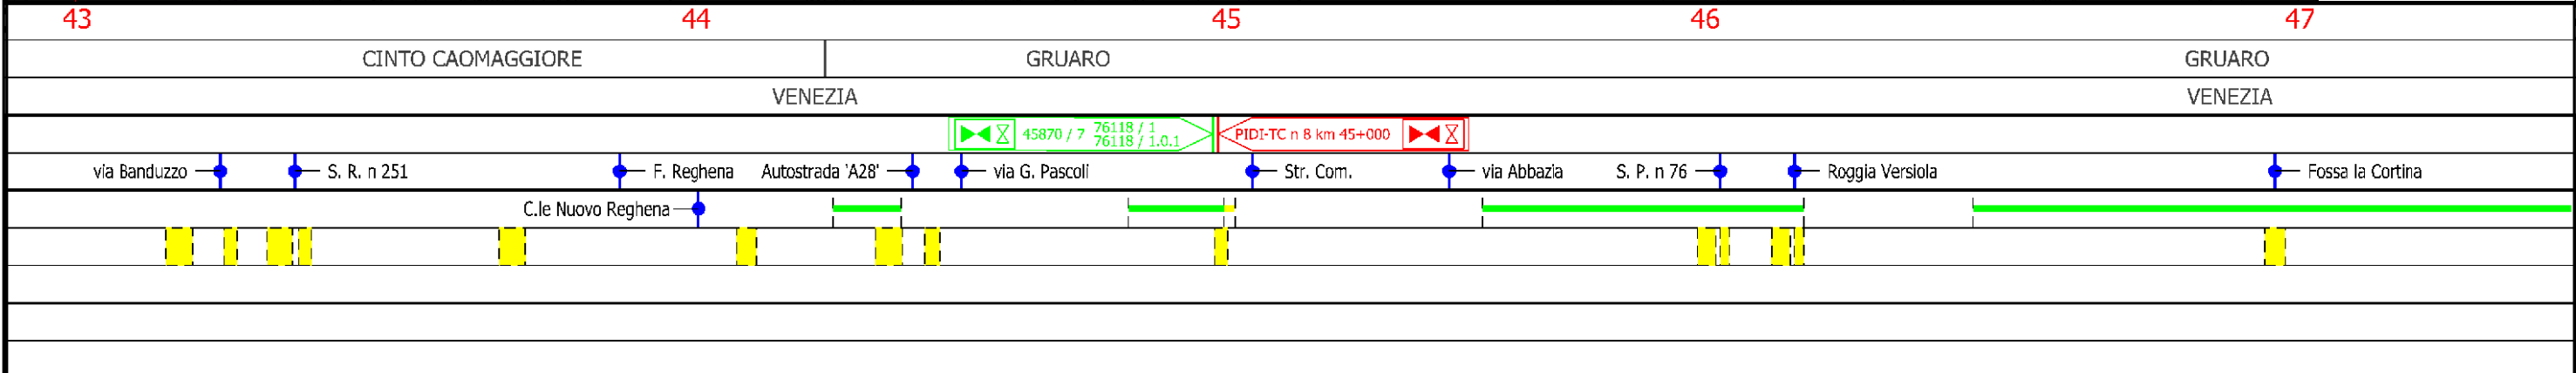 43 44 45 46 47
CINTO CAOMAGGIORE GRUARO GRUARO
VENEZIA VENEZIA
45870 / 7 76118 / 1 PIDI-TC n 8 km 45+000
76118 / 1.0.1
via Banduzzo S. R. n 251 F. Reghena Autostrada 'A28' via G. Pascoli Str. Com. via Abbazia S. P. n 76 Roggia Versiola Fossa la Cortina
C.le Nuovo Reghena